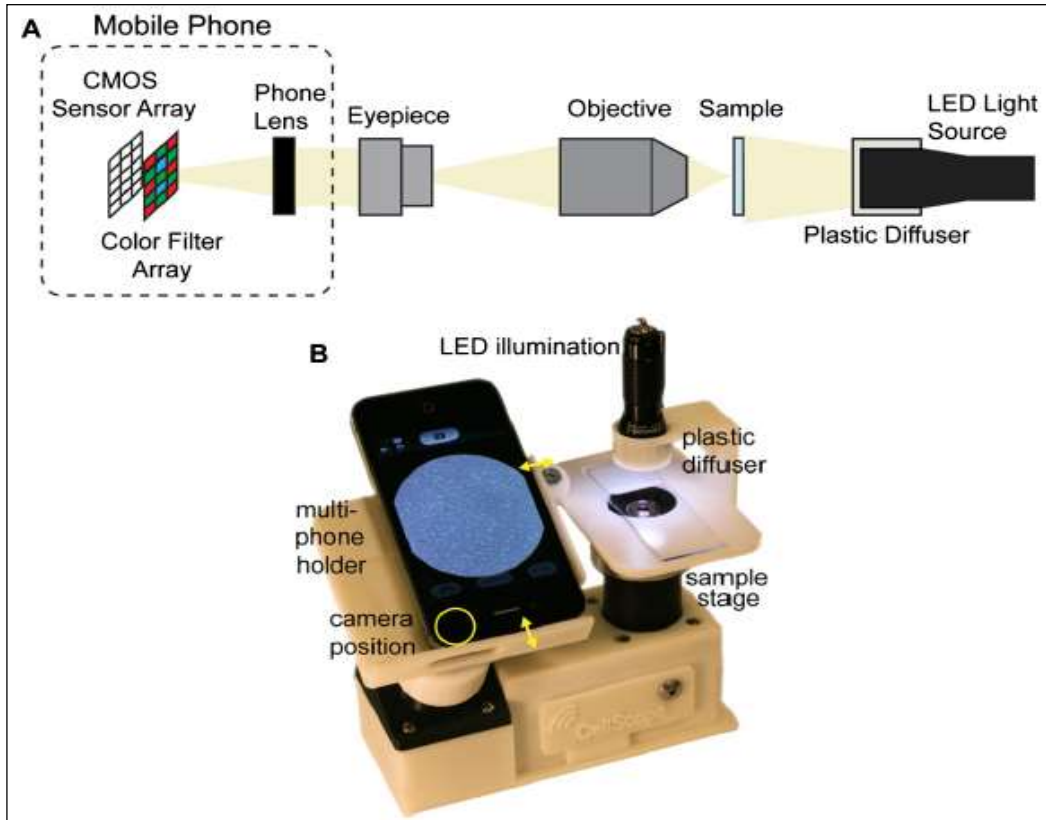 A
Mobile Phone
CMOS
Sensor Array
Phone
Lens
Eyepiece
Objective
Sample
LED Light
Source
Color Filter
Array
Plastic Diffuser
B
LED illumination
plastic
diffuser
multi-
phone
holder
sample
stage
camera
position
CellScope